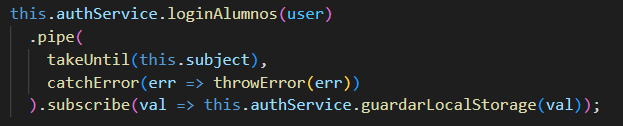 this.authService.loginAlumnos(user)
.pipe(
takeUntil(this.subject),
catchError(err => throwError(err))
).subscribe(val => this.authService.guardarLocalStorage(val));